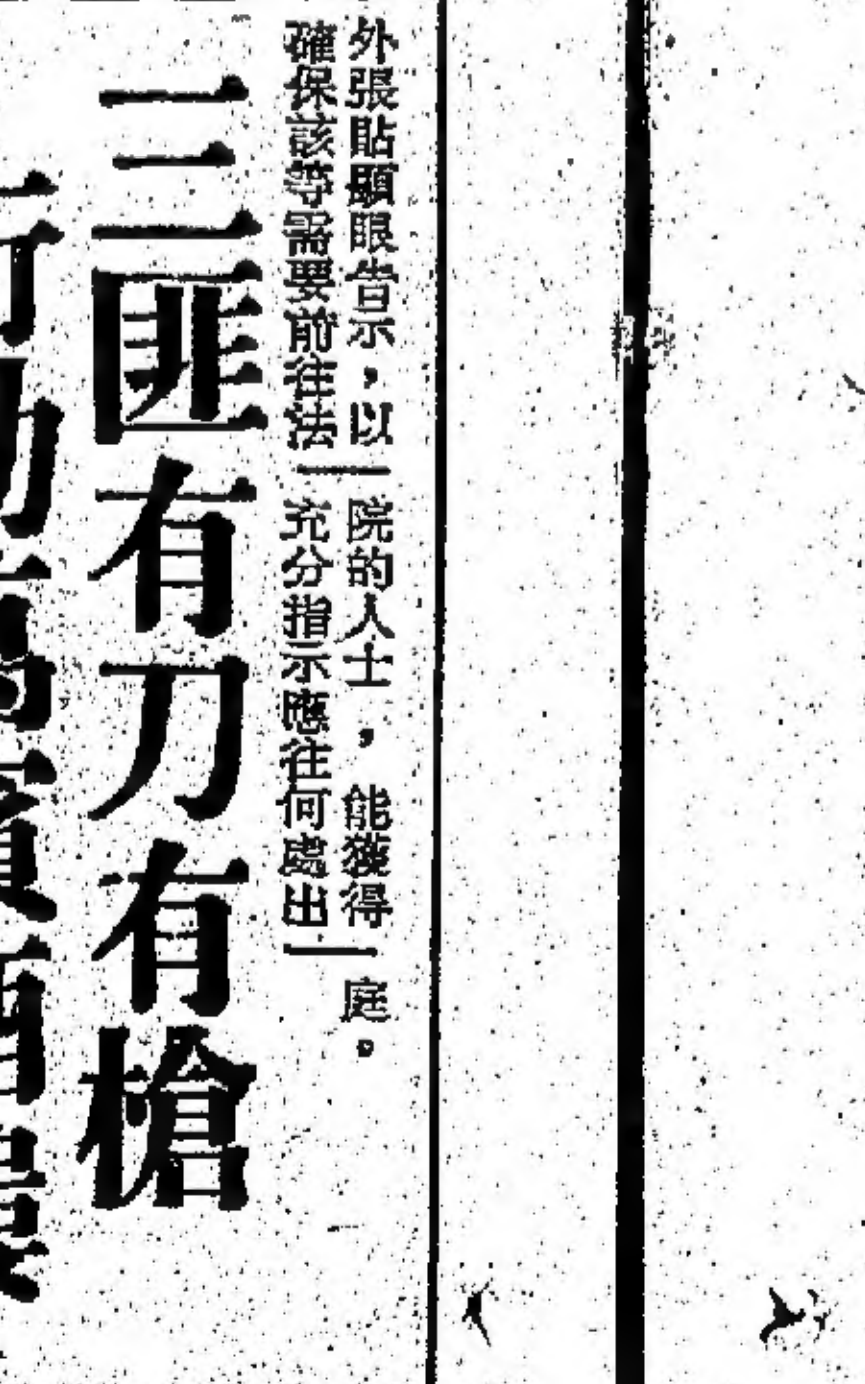 外張貼顯眼告示，以
確保該等需要前往法
院的人士，能獲得
充分指示應往何處出
庭。
三匪有刀有槍